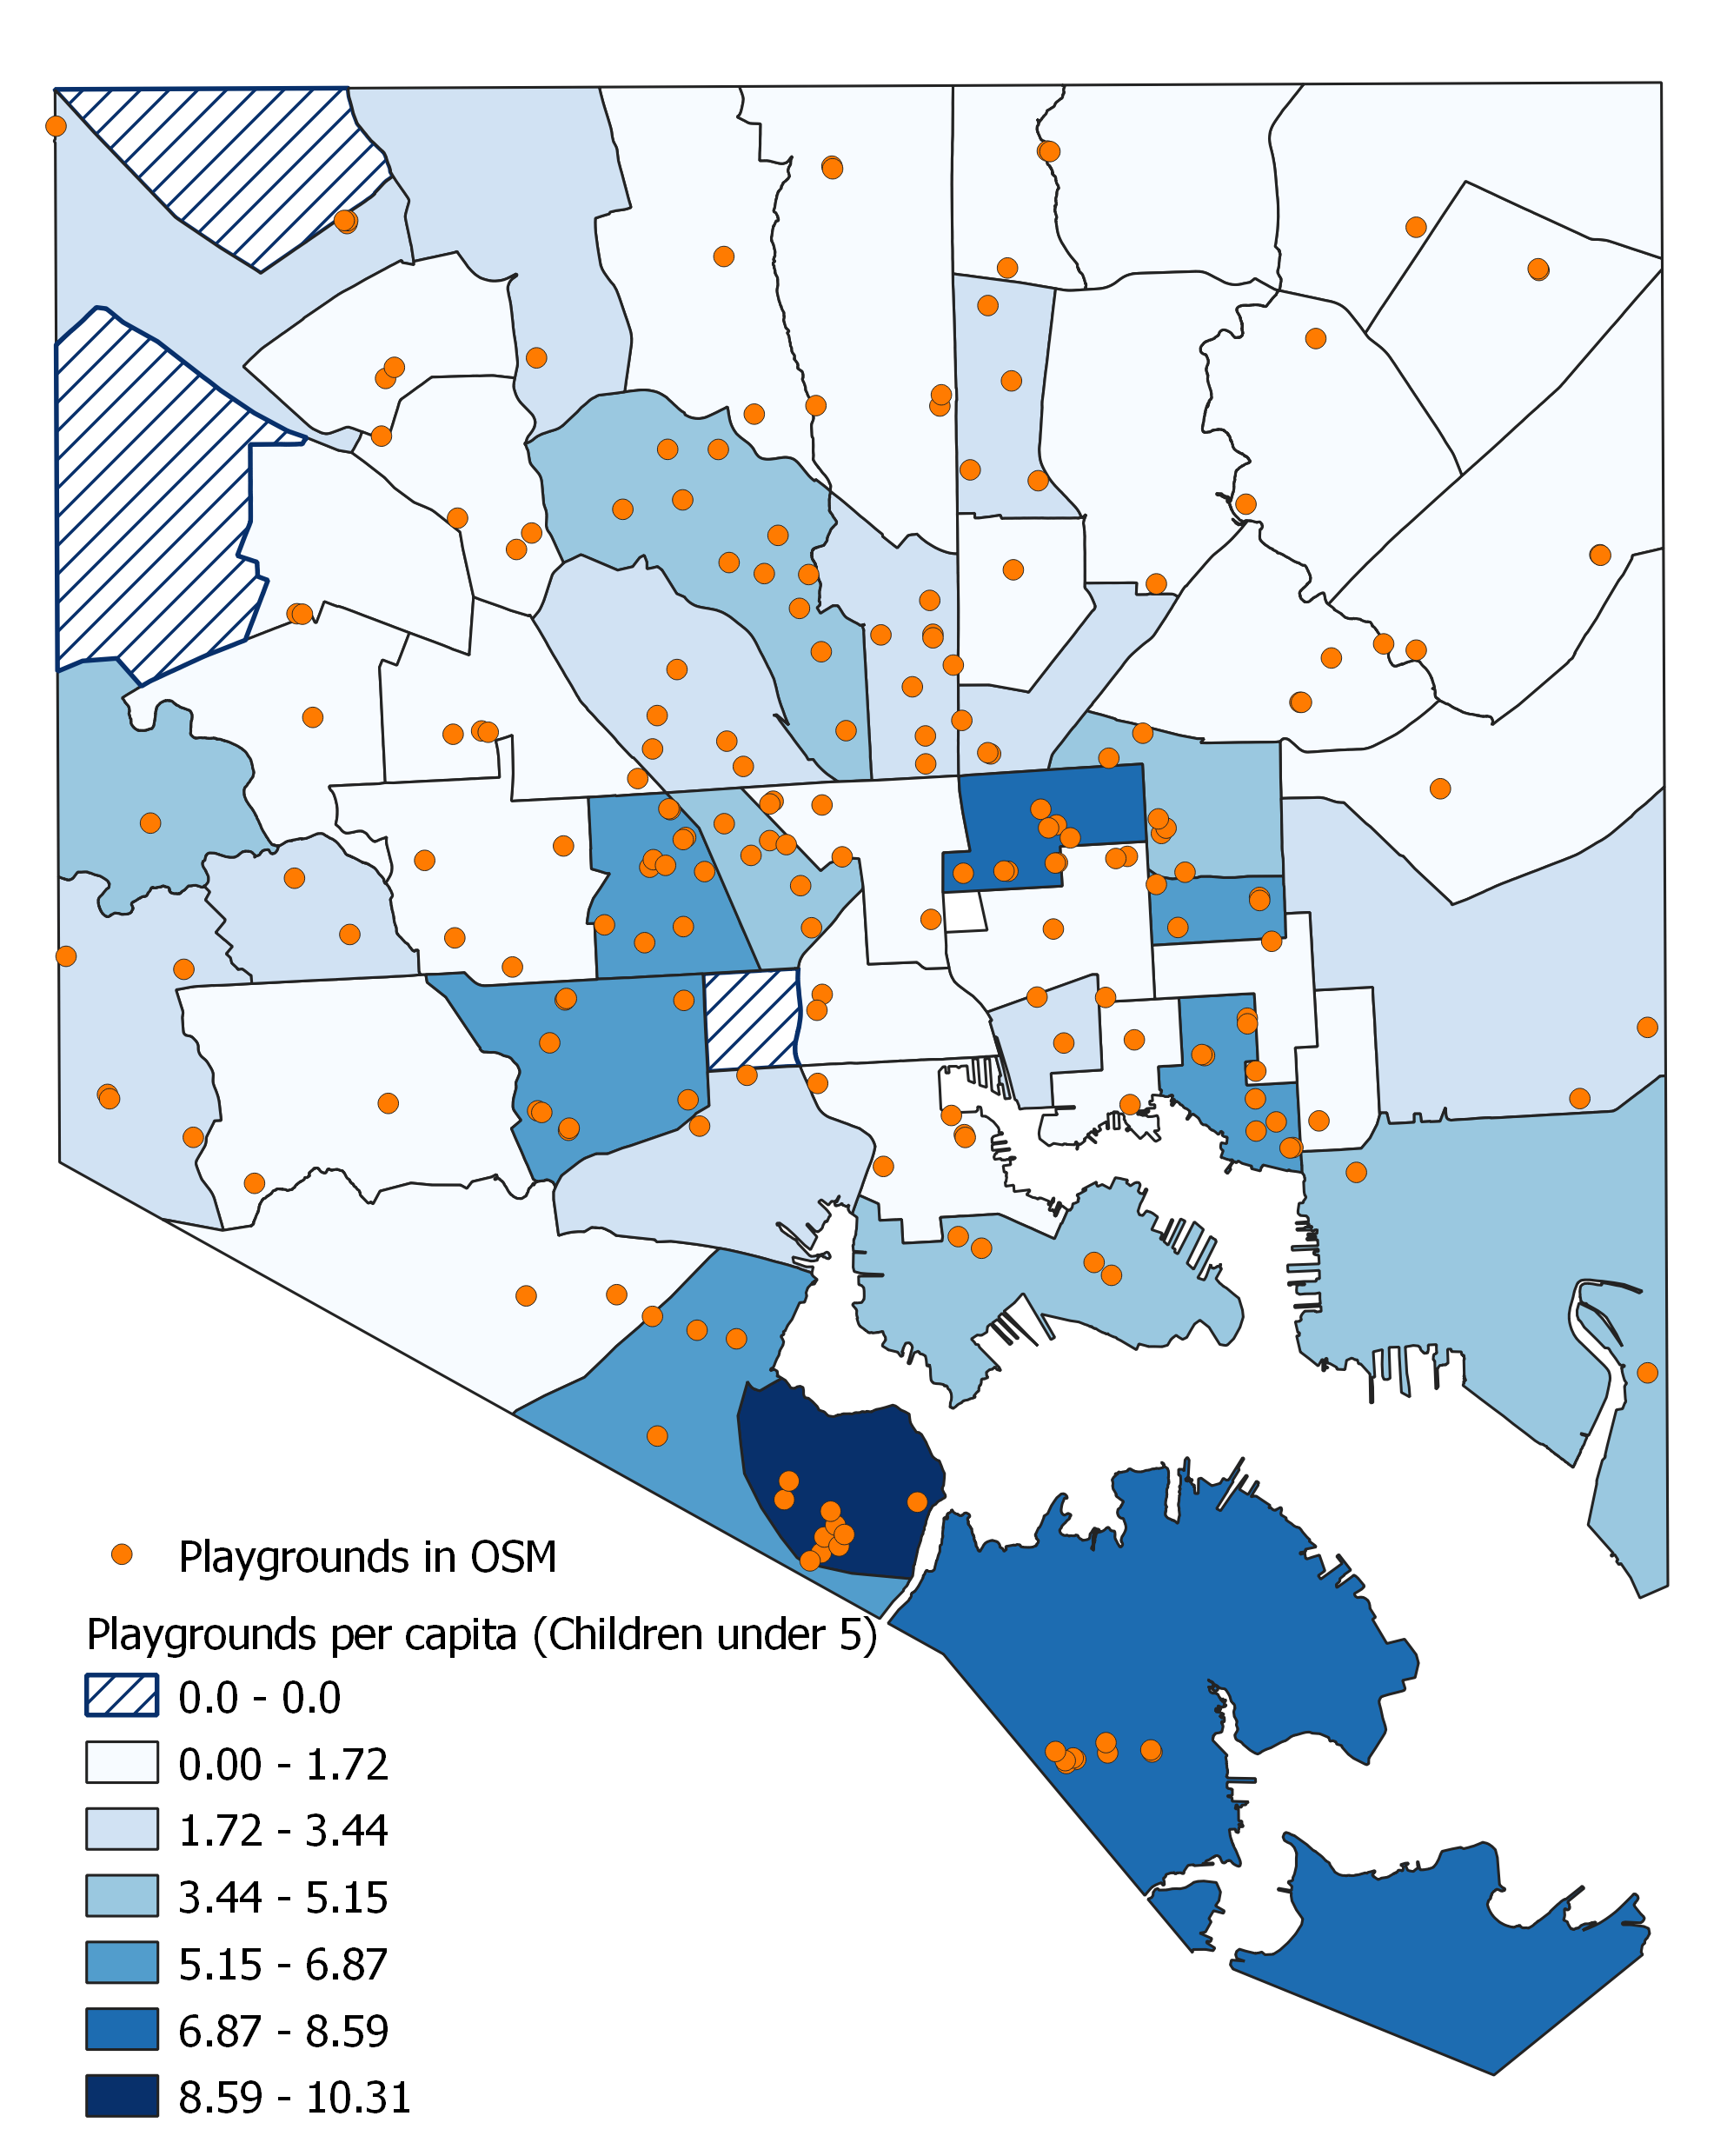 Playgrounds in OSM
Playgrounds per capita (Children under 5)
0.0 - 0.0
0.00 - 1.72
1.72 - 3.44
3.44 - 5.15
5.15 - 6.87
6.87 - 8.59
8.59 - 10.31